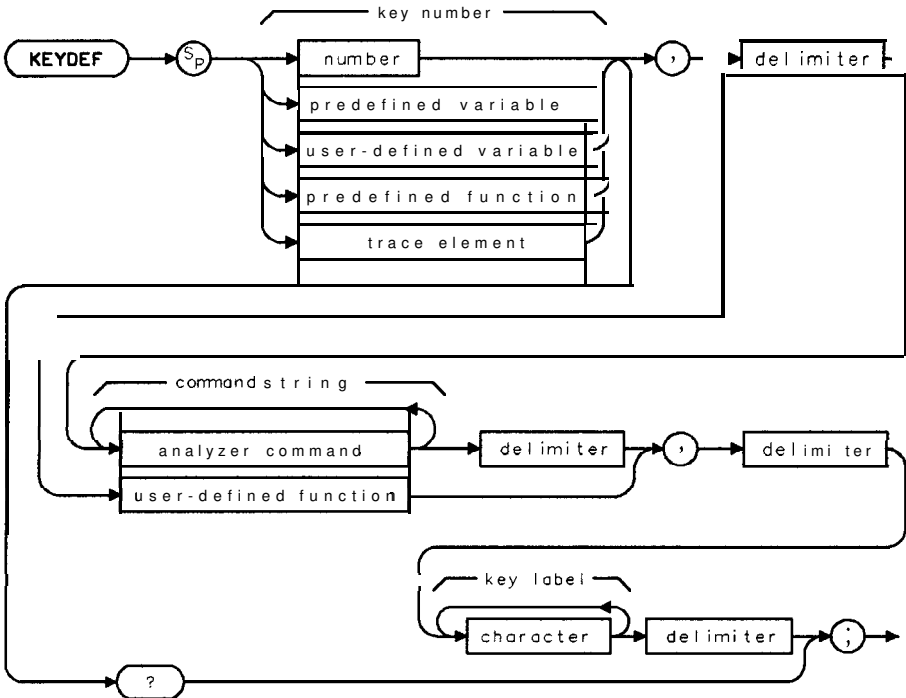 key number
KEYDEF SP number , delimiter
predefined variable
user-defined variable
predefined function
trace element
command string
analyzer command delimiter , delimiter
user-defined function
key label
character delimiter ;
?